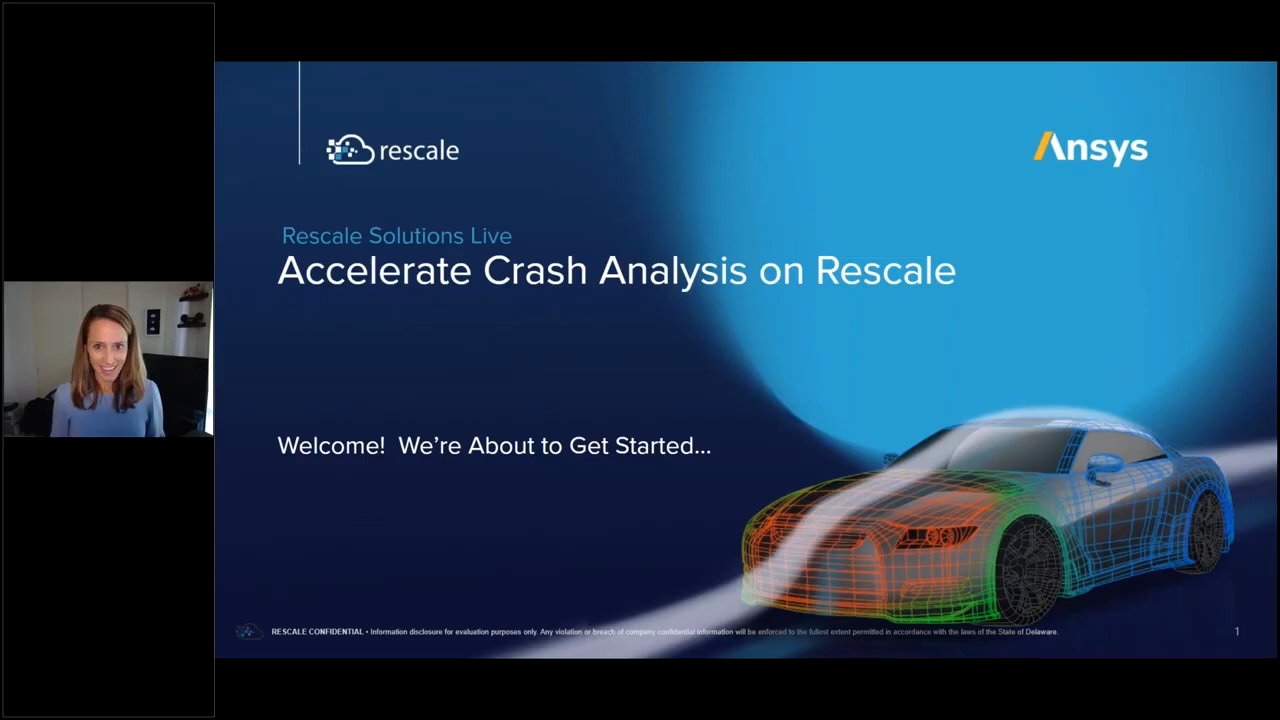 rescale
Ansys
Rescale Solutions Live
Accelerate Crash Analysis on Rescale
Welcome!  We’re About to Get Started...
RESCALE CONFIDENTIAL • Information disclosure for evaluation purposes only. Any violation or breach of company confidential information will be enforced to the fullest extent permitted in accordance with the laws of the State of Delaware.
1